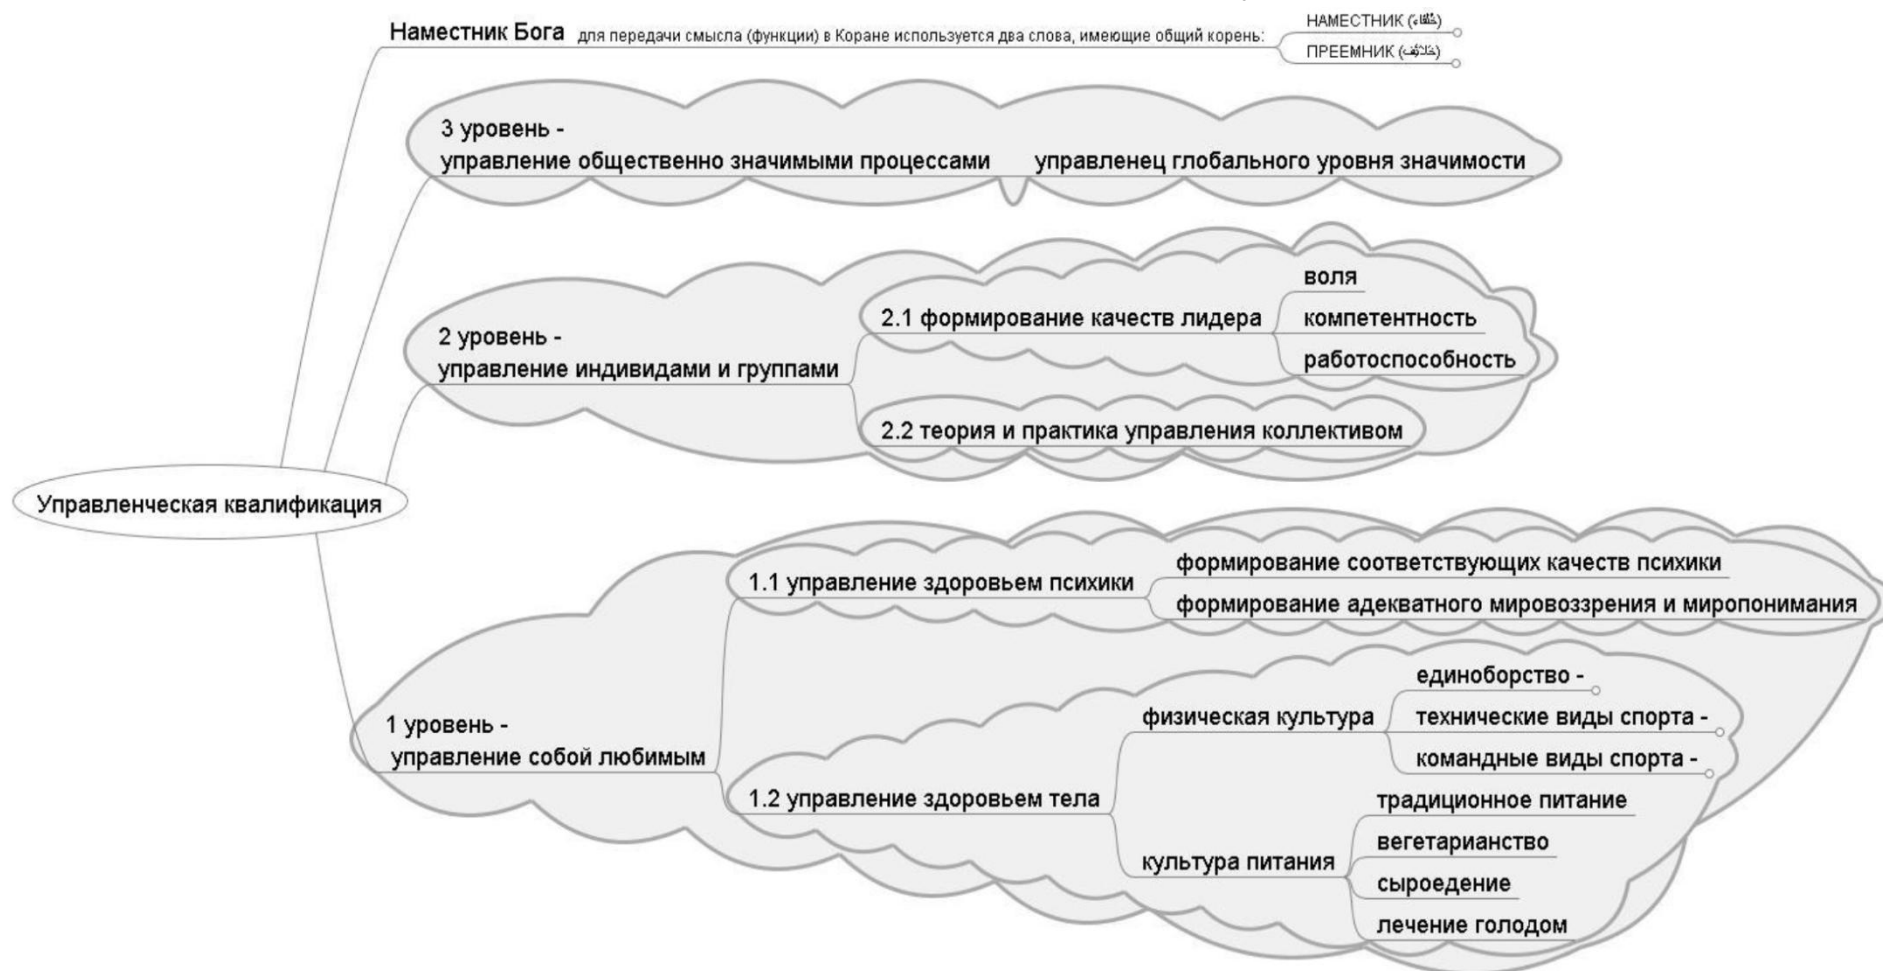 Наместник Бога для передачи смысла (функции) в Коране используется два слова, имеющие общий корень:
НАМЕСТНИК (خلفاء)
ПРЕЕМНИК (خلائف)
3 уровень -
управление общественно значимыми процессами управленец глобального уровня значимости
2 уровень -
управление индивидами и группами
2.1 формирование качеств лидера
воля
компетентность
работоспособность
2.2 теория и практика управления коллективом
Управленческая квалификация
1 уровень -
управление собой любимым
1.1 управление здоровьем психики
формирование соответствующих качеств психики
формирование адекватного мировоззрения и миропонимания
1.2 управление здоровьем тела
физическая культура
единоборство -
технические виды спорта -
командные виды спорта -
культура питания
традиционное питание
вегетарианство
сыроедение
лечение голодом